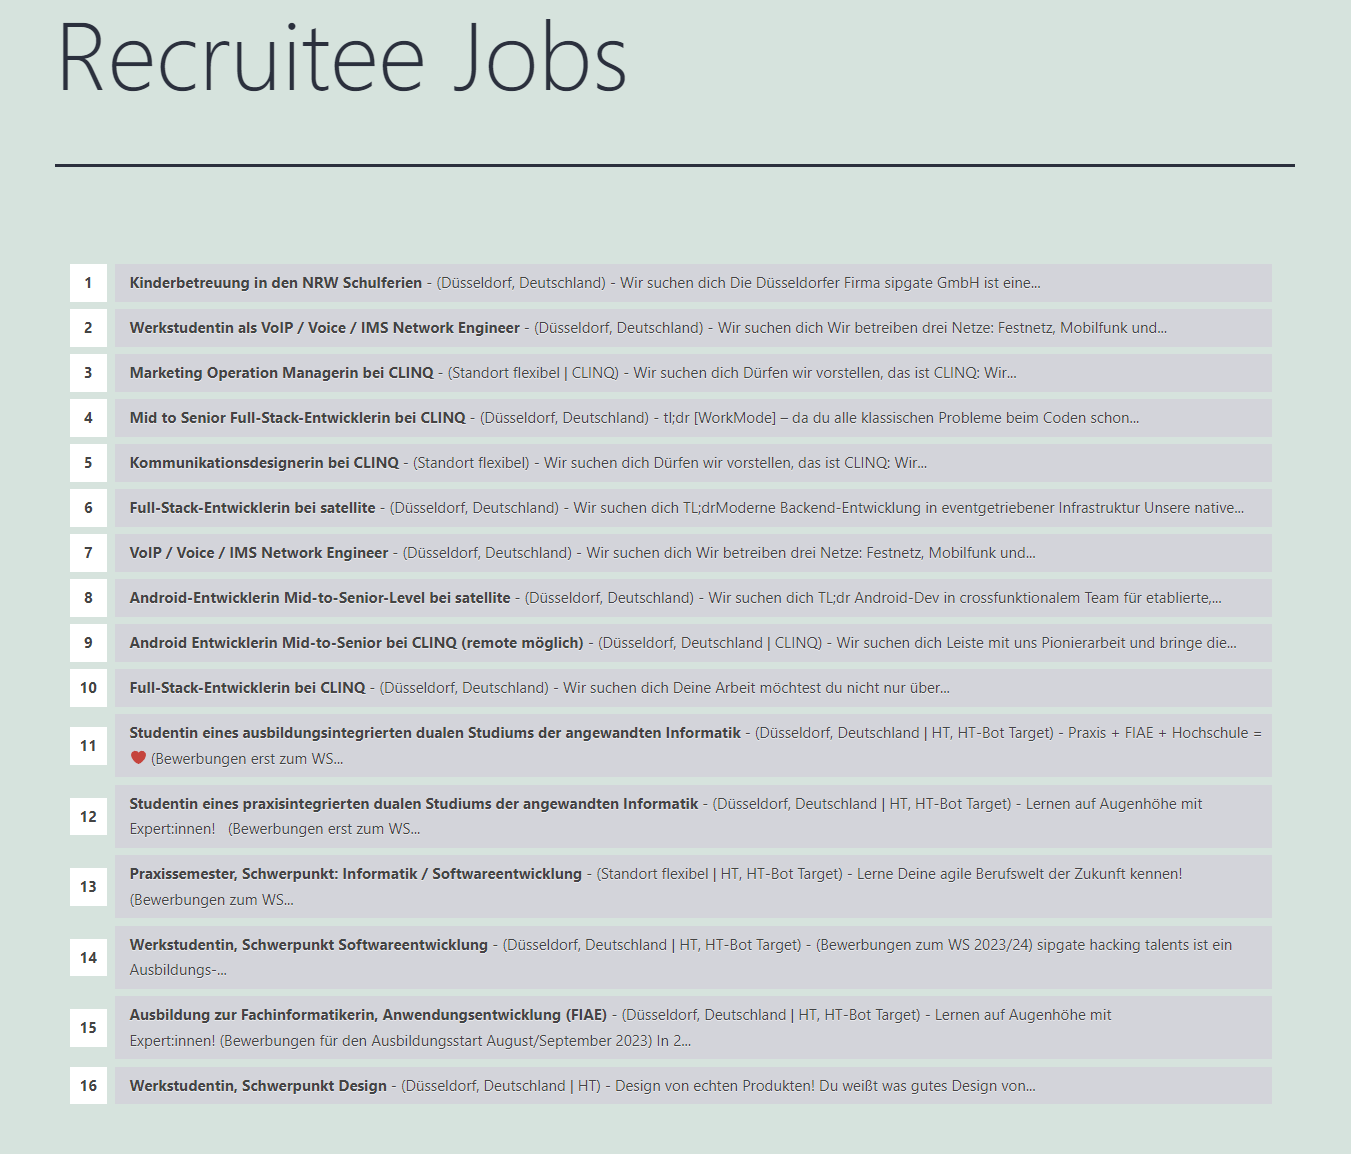 Recruitee Jobs
1 Kinderbetreuung in den NRW Schulferien - (Düsseldorf, Deutschland) - Wir suchen dich Die Düsseldorfer Firma sipgate GmbH ist eine...
2 Werkstudentin als VoIP / Voice / IMS Network Engineer - (Düsseldorf, Deutschland) - Wir suchen dich Wir betreiben drei Netze: Festnetz, Mobilfunk und...
3 Marketing Operation Managerin bei CLINQ - (Standort flexibel | CLINQ) - Wir suchen dich Dürfen wir vorstellen, das ist CLINQ: Wir...
4 Mid to Senior Full-Stack-Entwicklerin bei CLINQ - (Düsseldorf, Deutschland) - tl;dr [WorkMode] – da du alle klassischen Probleme beim Coden schon...
5 Kommunikationsdesignerin bei CLINQ - (Standort flexibel) - Wir suchen dich Dürfen wir vorstellen, das ist CLINQ: Wir...
6 Full-Stack-Entwicklerin bei satellite - (Düsseldorf, Deutschland) - Wir suchen dich TL;drModerne Backend-Entwicklung in eventgetriebener Infrastruktur Unsere native...
7 VoIP / Voice / IMS Network Engineer - (Düsseldorf, Deutschland) - Wir suchen dich Wir betreiben drei Netze: Festnetz, Mobilfunk und...
8 Android-Entwicklerin Mid-to-Senior-Level bei satellite - (Düsseldorf, Deutschland) - Wir suchen dich TL;dr Android-Dev in crossfunktionalem Team für etablierte,...
9 Android Entwicklerin Mid-to-Senior bei CLINQ (remote möglich) - (Düsseldorf, Deutschland | CLINQ) - Wir suchen dich Leiste mit uns Pionierarbeit und bringe die...
10 Full-Stack-Entwicklerin bei CLINQ - (Düsseldorf, Deutschland) - Wir suchen dich Deine Arbeit möchtest du nicht nur über...
11 Studentin eines ausbildungsintegrierten dualen Studiums der angewandten Informatik - (Düsseldorf, Deutschland | HT, HT-Bot Target) - Praxis + FIAE + Hochschule =
❤ (Bewerbungen erst zum WS...
12 Studentin eines praxisintegrierten dualen Studiums der angewandten Informatik - (Düsseldorf, Deutschland | HT, HT-Bot Target) - Lernen auf Augenhöhe mit
Expert:innen! (Bewerbungen erst zum WS...
13 Praxissemester, Schwerpunkt: Informatik / Softwareentwicklung - (Standort flexibel | HT, HT-Bot Target) - Lerne Deine agile Berufswelt der Zukunft kennen!
(Bewerbungen zum WS...
14 Werkstudentin, Schwerpunkt Softwareentwicklung - (Düsseldorf, Deutschland | HT, HT-Bot Target) - (Bewerbungen zum WS 2023/24) sipgate hacking talents ist ein
Ausbildungs-...
15 Ausbildung zur Fachinformatikerin, Anwendungsentwicklung (FIAE) - (Düsseldorf, Deutschland | HT, HT-Bot Target) - Lernen auf Augenhöhe mit
Expert:innen! (Bewerbungen für den Ausbildungsstart August/September 2023) In 2...
16 Werkstudentin, Schwerpunkt Design - (Düsseldorf, Deutschland | HT) - Design von echten Produkten! Du weißt was gutes Design von...